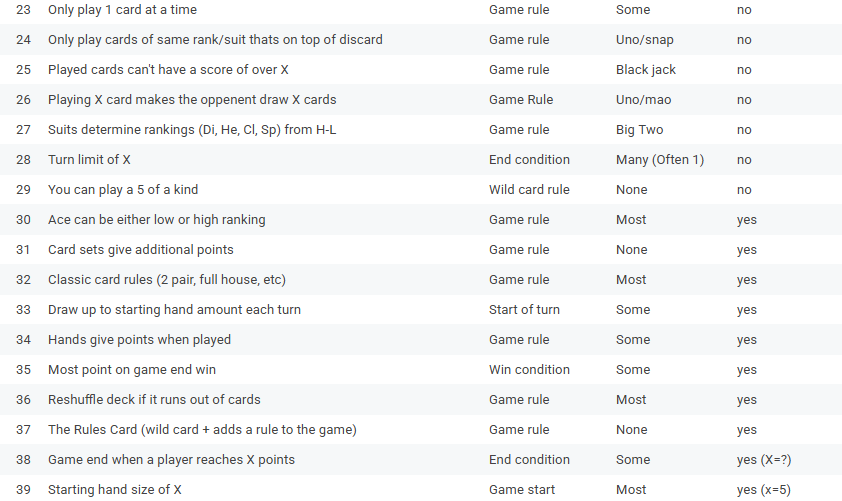 23 Only play 1 card at a time Game rule Some no
24 Only play cards of same rank/suit thats on top of discard Game rule Uno/snap no
25 Played cards can't have a score of over X Game rule Black jack no
26 Playing X card makes the oppenent draw X cards Game Rule Uno/mao no
27 Suits determine rankings (Di, He, Cl, Sp) from H-L Game rule Big Two no
28 Turn limit of X End condition Many (Often 1) no
29 You can play a 5 of a kind Wild card rule None no
30 Ace can be either low or high ranking Game rule Most yes
31 Card sets give additional points Game rule None yes
32 Classic card rules (2 pair, full house, etc) Game rule Most yes
33 Draw up to starting hand amount each turn Start of turn Some yes
34 Hands give points when played Game rule Some yes
35 Most point on game end win Win condition Some yes
36 Reshuffle deck if it runs out of cards Game rule Most yes
37 The Rules Card (wild card + adds a rule to the game) Game rule None yes
38 Game end when a player reaches X points End condition Some yes (X=?)
39 Starting hand size of X Game start Most yes (x=5)